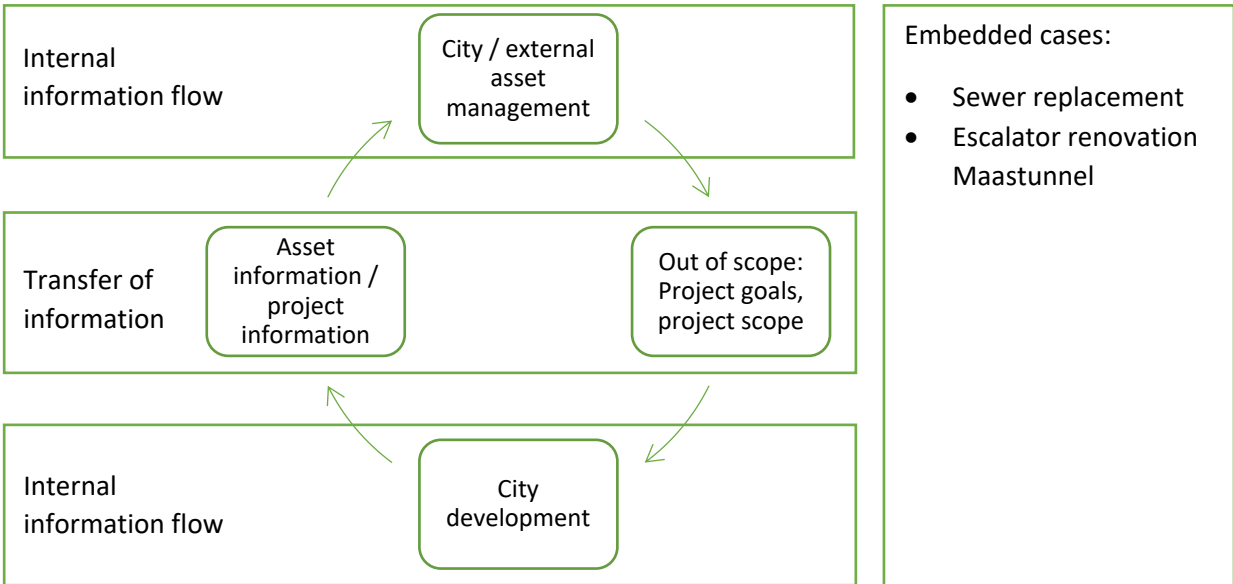 Internal
information flow
City / external
asset
management
Transfer of
information
Asset
information /
project
information
Out of scope:
Project goals,
project scope
Internal
information flow
City
development
Embedded cases:
• Sewer replacement
• Escalator renovation
Maastunnel